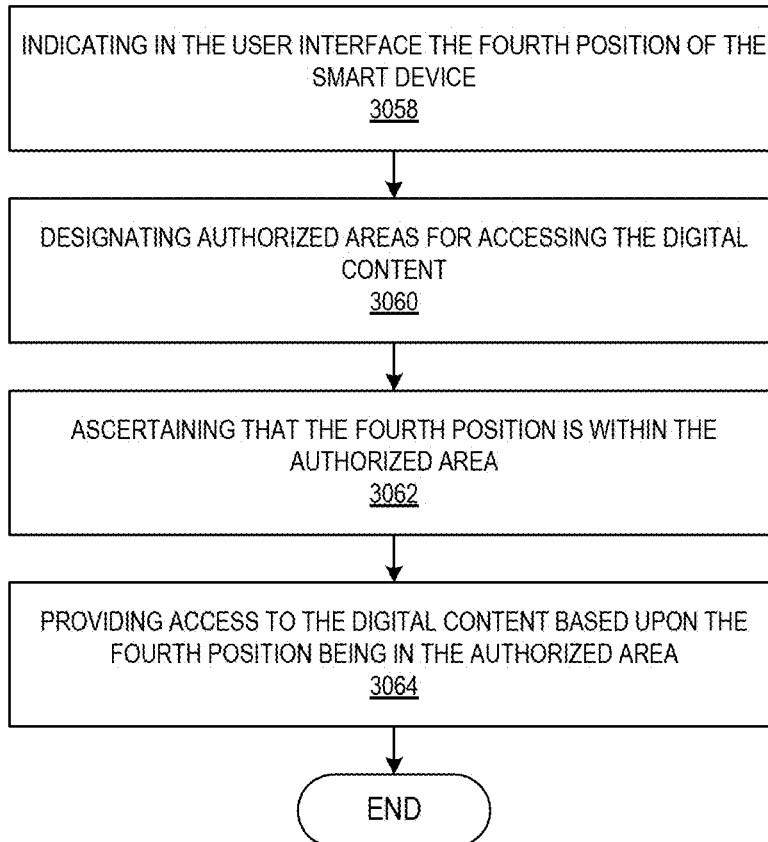 INDICATING IN THE USER INTERFACE THE FOURTH POSITION OF THE
SMART DEVICE
3058
DESIGNATING AUTHORIZED AREAS FOR ACCESSING THE DIGITAL
CONTENT
3060
ASCERTAINING THAT THE FOURTH POSITION IS WITHIN THE
AUTHORIZED AREA
3062
PROVIDING ACCESS TO THE DIGITAL CONTENT BASED UPON THE
FOURTH POSITION BEING IN THE AUTHORIZED AREA
3064
END